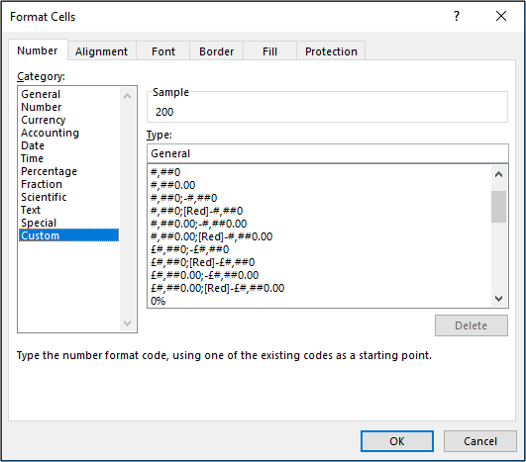 Format Cells
?
Number Alignment Font Border Fill Protection
Category:
General
Number
Currency
Accounting
Date
Time
Percentage
Fraction
Scientific
Text
Special
Custom
Sample
200
Type:
General
#,##0
#,##0.00
#,##0;-#,##0
#,##0;[Red]-#,##0
#,##0.00;-#,##0.00
#,##0.00;[Red]-#,##0.00
£#,##0;-£#,##0
£#,##0;[Red]-£#,##0
£#,##0.00;-£#,##0.00
£#,##0.00;[Red]-£#,##0.00
0%
Delete
Type the number format code, using one of the existing codes as a starting point.
OK Cancel